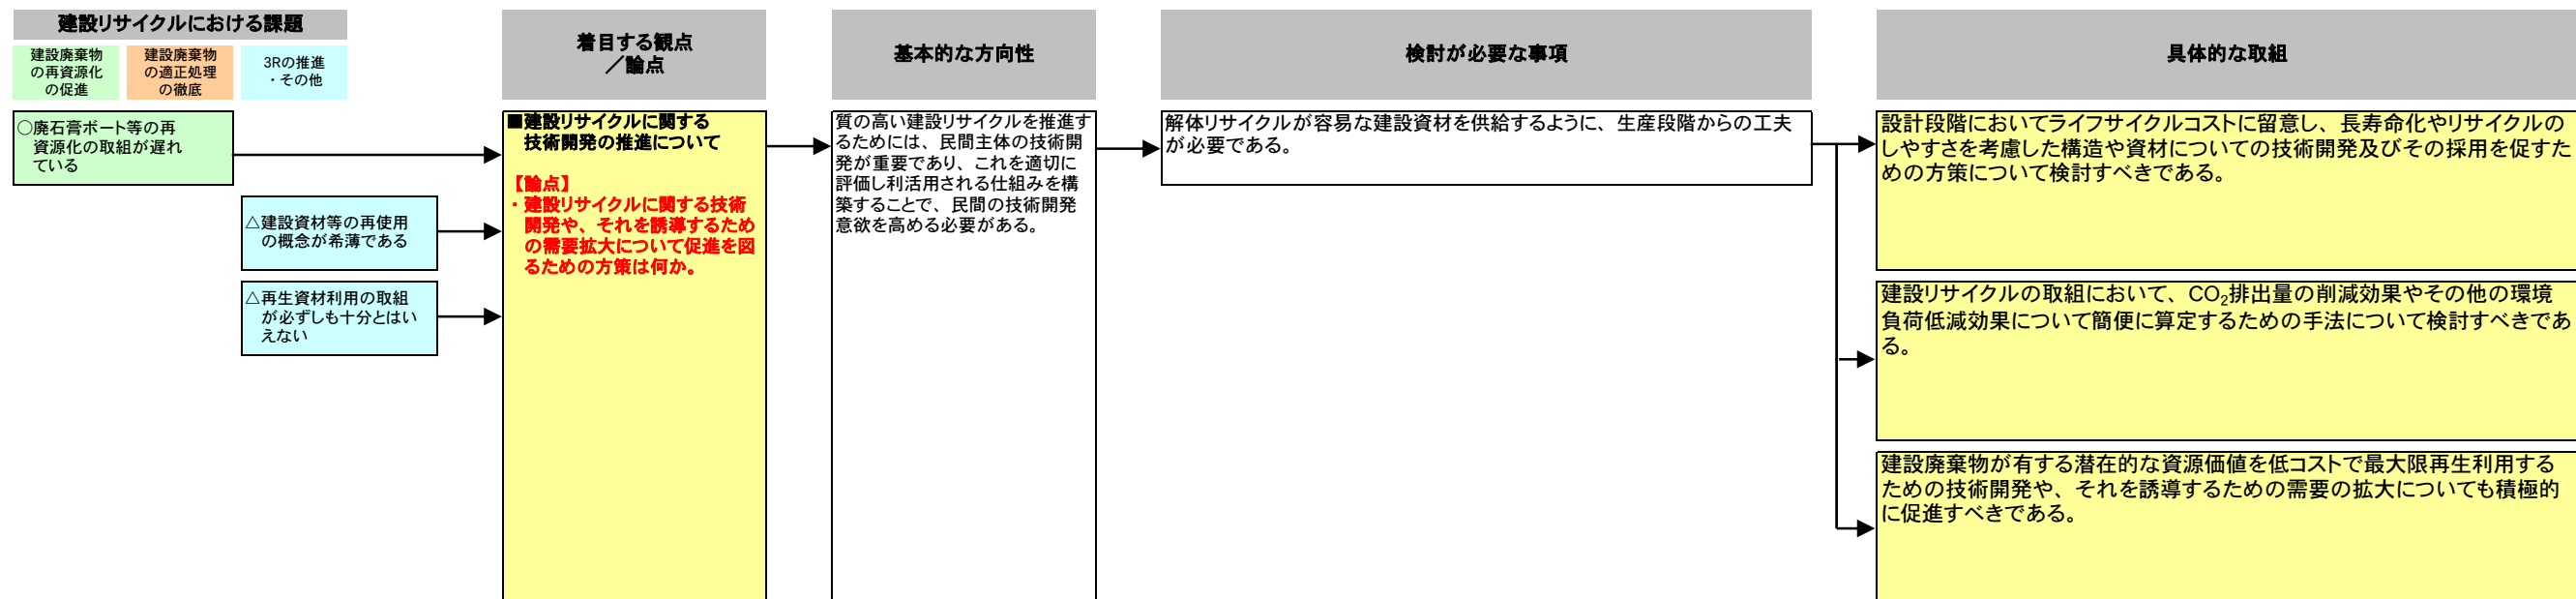 建設リサイクルにおける課題
建設廃棄物
の再資源化
の促進
建設廃棄物
の適正処理
の徹底
3Rの推進
・その他
着目する観点
／論点
基本的な方向性
検討が必要な事項
具体的な取組
○廃石膏ボート等の再
資源化の取組が遅れ
ている
△建設資材等の再使用
の概念が希薄である
△再生資材利用の取組
が必ずしも十分とはい
えない
■建設リサイクルに関する
技術開発の推進について
【論点】
・建設リサイクルに関する技術
開発や、それを誘導するため
の需要拡大について促進を図
るための方策は何か。
質の高い建設リサイクルを推進す
るためには、民間主体の技術開
発が重要であり、これを適切に
評価し利活用される仕組みを構
築することで、民間の技術開発
意欲を高める必要がある。
解体リサイクルが容易な建設資材を供給するように、生産段階からの工夫
が必要である。
設計段階においてライフサイクルコストに留意し、長寿命化やリサイクルの
しやすさを考慮した構造や資材についての技術開発及びその採用を促すた
めの方策について検討すべきである。
建設リサイクルの取組において、CO₂排出量の削減効果やその他の環境
負荷低減効果について簡便に算定するための手法について検討すべきであ
る。
建設廃棄物が有する潜在的な資源価値を低コストで最大限再生利用する
ための技術開発や、それを誘導するための需要の拡大についても積極的
に促進すべきである。